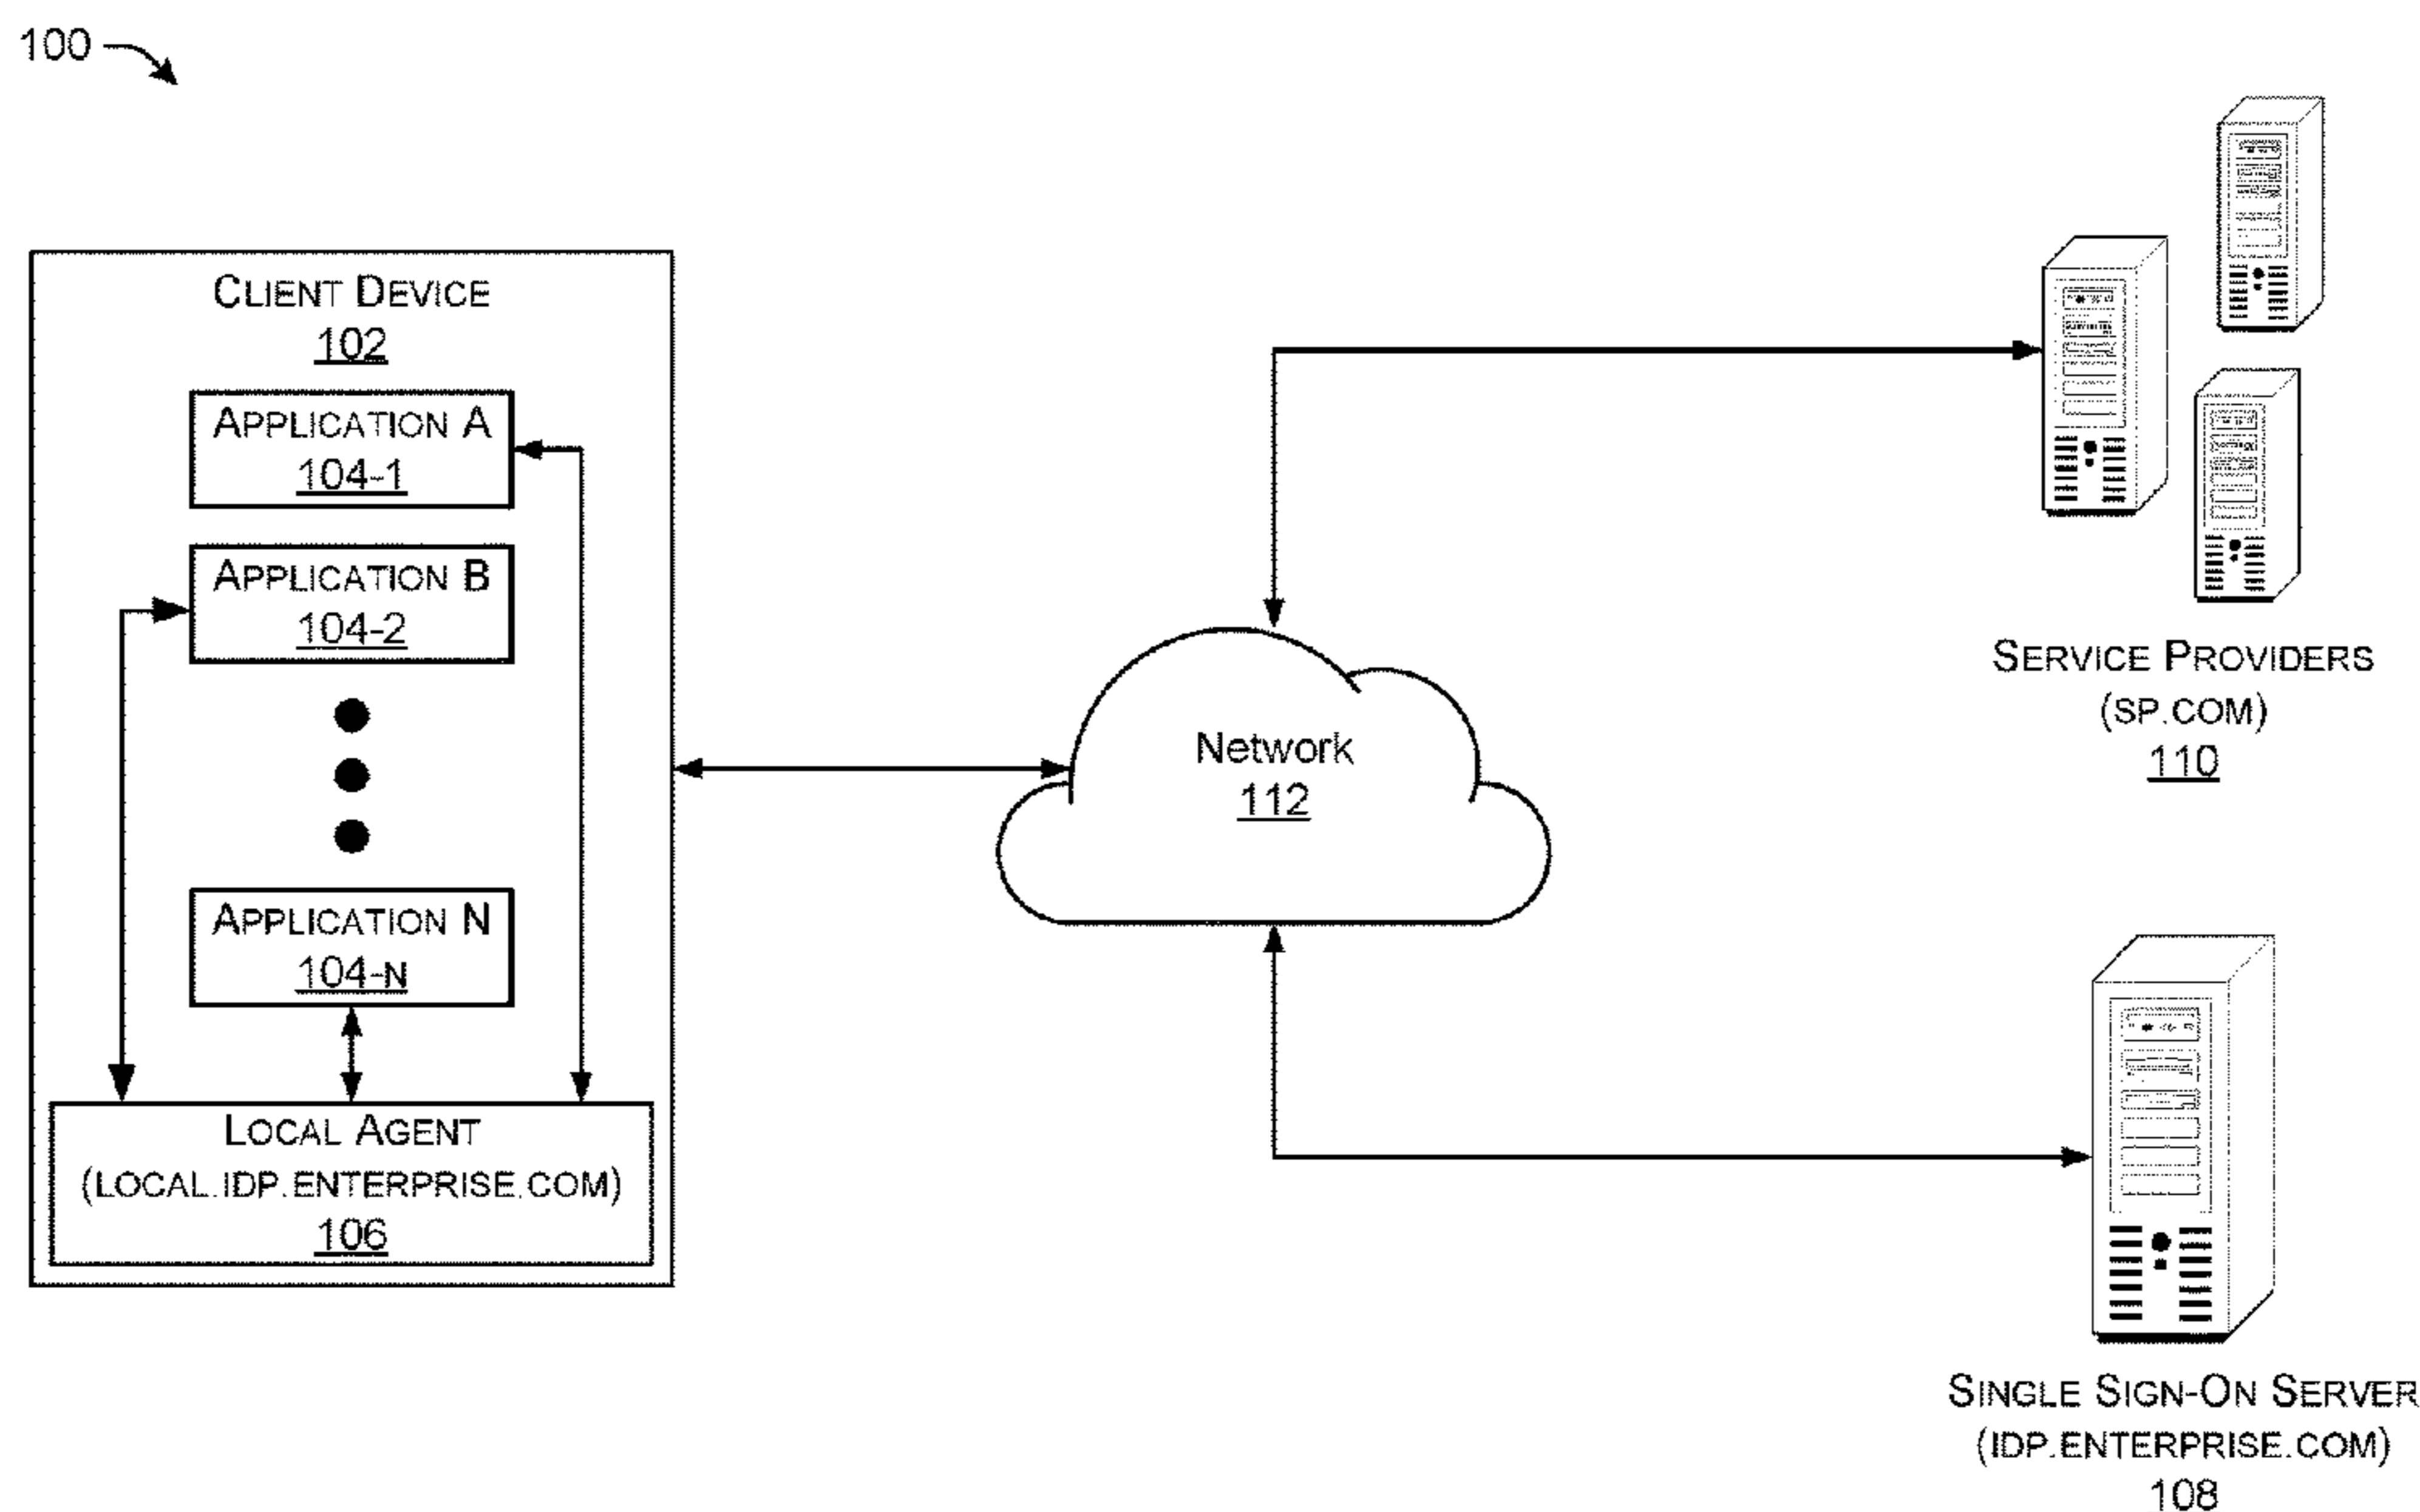 100
CLIENT DEVICE
102
APPLICATION A
104-1
APPLICATION B
104-2
APPLICATION N
104-N
LOCAL AGENT
(LOCAL.IDP.ENTERPRISE.COM)
106
Network
112
SERVICE PROVIDERS
(SP.COM)
110
SINGLE SIGN-ON SERVER
(IDP.ENTERPRISE.COM)
108